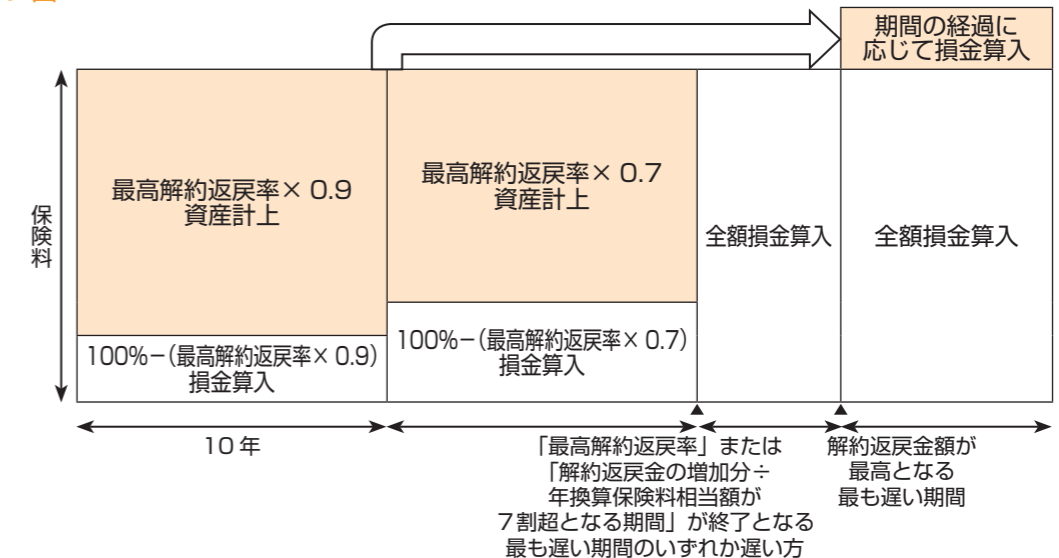 期間の経過に
応じて損金算入
保険料
最高解約返戻率×0.9
資産計上
最高解約返戻率×0.7
資産計上
全額損金算入
全額損金算入
100%−(最高解約返戻率×0.9)
損金算入
100%−(最高解約返戻率×0.7)
損金算入
10年
「最高解約返戻率」または
「解約返戻金の増加分÷
年換算保険料相当額が
7割超となる期間」が終了となる
最も遅い期間のいずれか遅い方
解約返戻金額が
最高となる
最も遅い期間